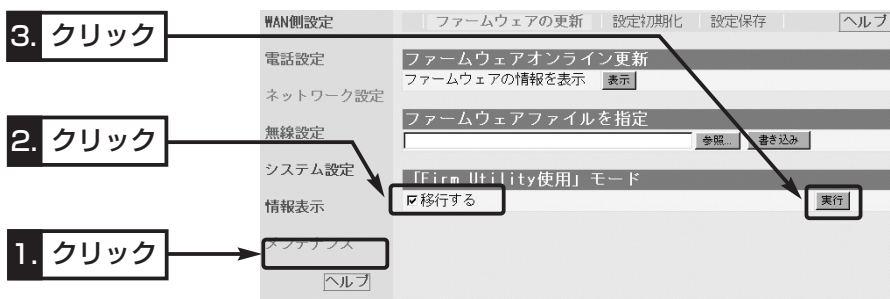 3. クリック
2. クリック
1. クリック
WAN側設定
電話設定
ネットワーク設定
無線設定
システム設定
情報表示
メンテナンス
ヘルプ
ファームウェアの更新 設定初期化 設定保存 ヘルプ
ファームウェアオンライン更新
ファームウェアの情報を表示 表示
ファームウェアファイルを指定
参照... 書き込み
「Firm Utility使用」モード
移行する 実行